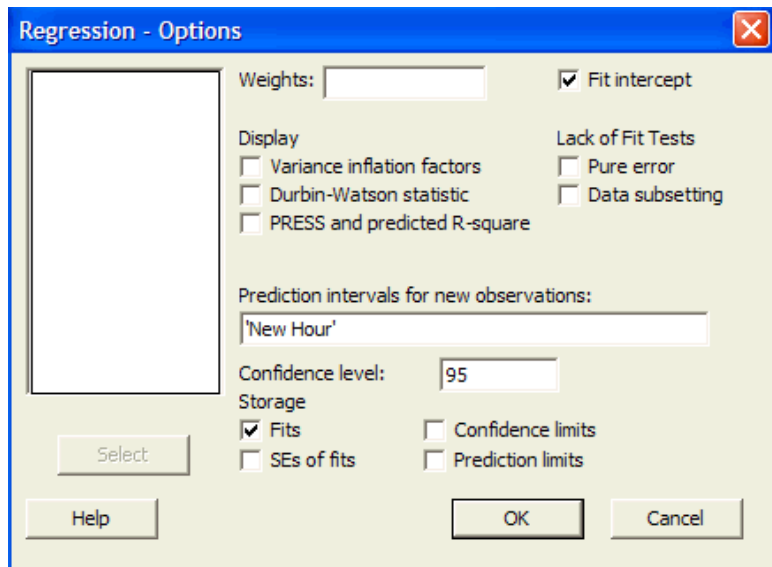 Regression - Options
Weights:
Fit intercept
Display
Lack of Fit Tests
Variance inflation factors
Pure error
Durbin-Watson statistic
Data subsetting
PRESS and predicted R-square
Prediction intervals for new observations:
'New Hour'
Confidence level: 95
Storage
Fits
Confidence limits
Select
SEs of fits
Prediction limits
Help
OK
Cancel